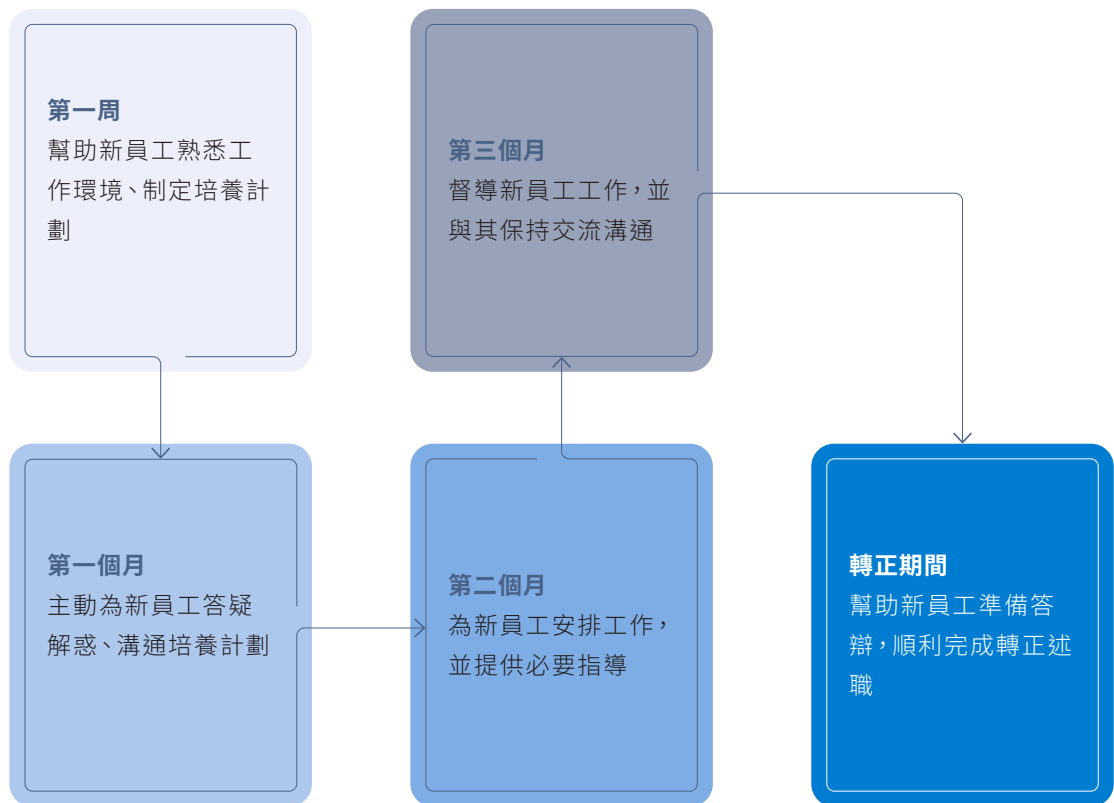 第一周
幫助新員工熟悉工
作環境、制定培養計
劃
第一個月
主動為新員工答疑
解惑、溝通培養計劃
第二個月
為新員工安排工作，
並提供必要指導
第三個月
督導新員工工作，並
與其保持交流溝通
轉正期間
幫助新員工準備答
辯，順利完成轉正述
職